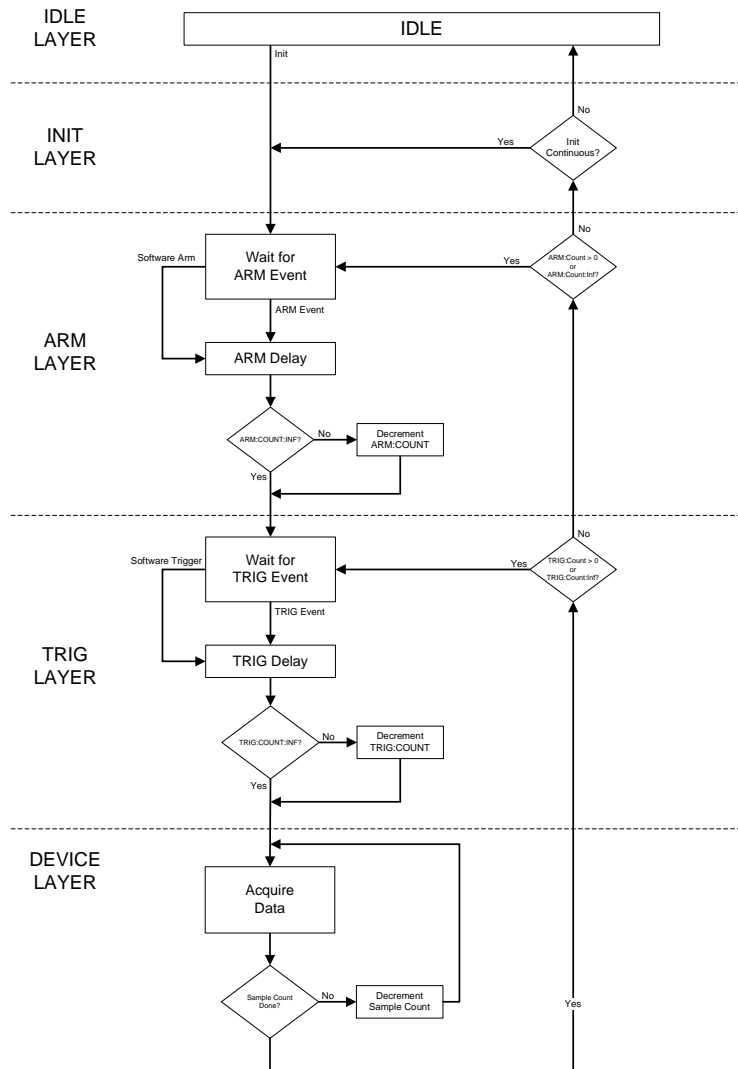 IDLE
LAYER
IDLE
Init
No
INIT
LAYER
Yes
Init
Continuous?
No
Software Arm
Wait for
ARM Event
Yes
ARM:Count > 0
or
ARM:Count:Inf?
ARM Event
ARM
LAYER
ARM Delay
ARM:COUNT:INF?
No
Decrement
ARM:COUNT
Yes
No
Software Trigger
Wait for
TRIG Event
Yes
TRIG:Count > 0
or
TRIG:Count:Inf?
TRIG Event
TRIG
LAYER
TRIG Delay
TRIG:COUNT:INF?
No
Decrement
TRIG:COUNT
Yes
DEVICE
LAYER
Acquire
Data
Sample Count
Done?
No
Decrement
Sample Count
Yes